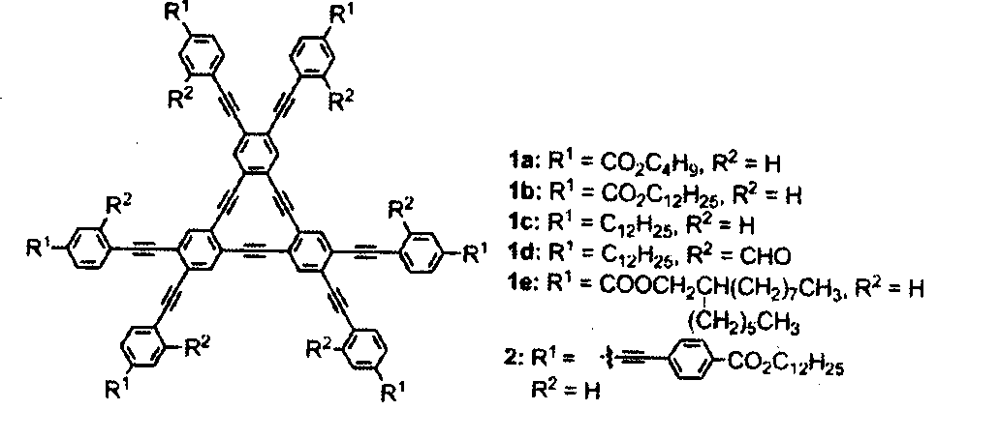 R¹ R¹
R² R²
R² R²
R¹ R¹
R² R²
R¹ R¹
1a: R¹ = CO₂C₄H₉, R² = H
1b: R¹ = CO₂C₁₂H₂₅, R² = H
1c: R¹ = C₁₂H₂₅, R² = H
1d: R¹ = C₁₂H₂₅, R² = CHO
1e: R¹ = COOCH₂CH(CH₂)₇CH₃, R² = H
(CH₂)₅CH₃
2: R¹ = CO₂C₁₂H₂₅
R² = H